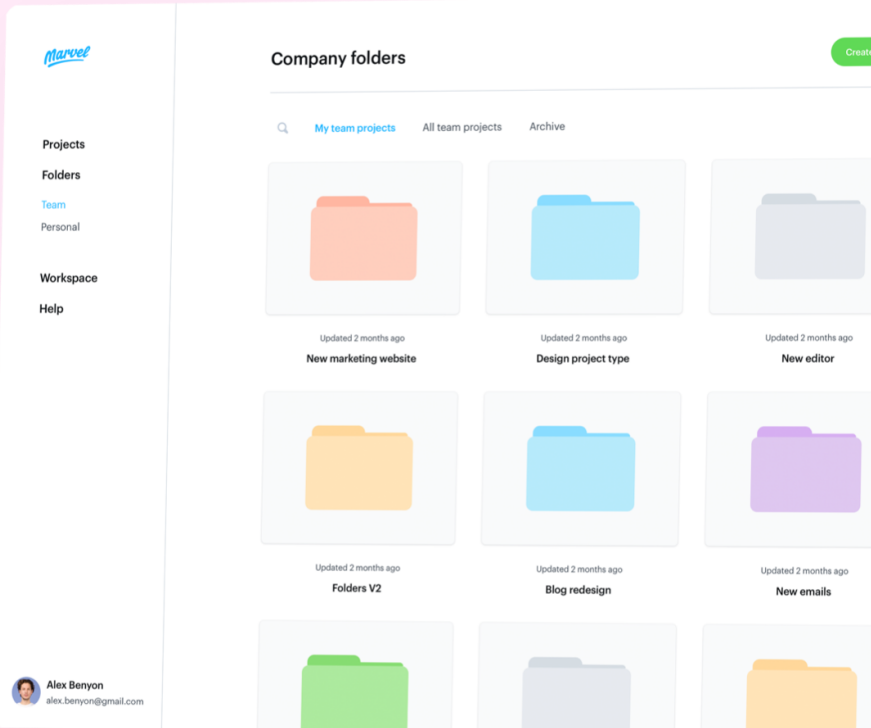 Marvel
Company folders
Create
Projects
Folders
Team
Personal
Workspace
Help
My team projects
All team projects
Archive
Updated 2 months ago
New marketing website
Updated 2 months ago
Design project type
Updated 2 months ago
New editor
Updated 2 months ago
Folders V2
Updated 2 months ago
Blog redesign
Updated 2 months ago
New emails
Alex Benyon
alex.benyon@gmail.com